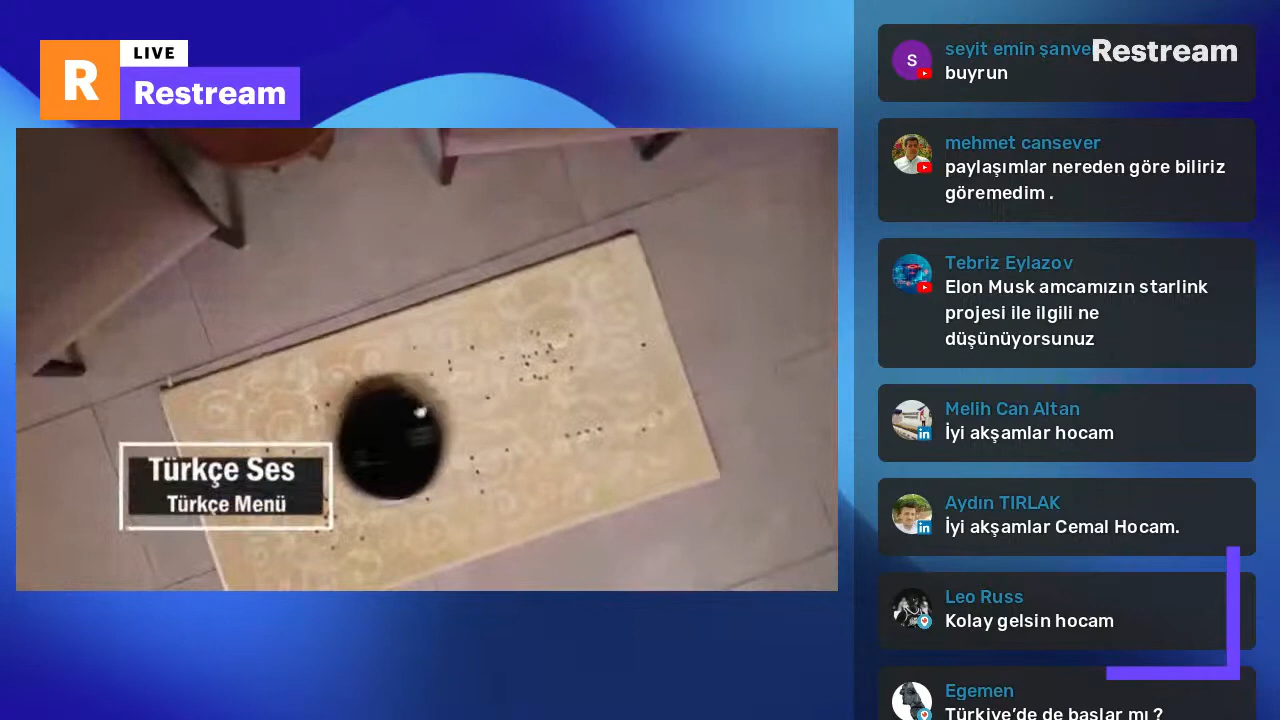 R
LIVE
Restream
Türkçe Ses
Türkçe Menü
seyit emin şanve
Restream
S
buyrun
mehmet cansever
paylaşımlar nereden göre biliriz
göremedim .
Tebriz Eylazov
Elon Musk amcamızın starlink
projesi ile ilgili ne
düşünüyorsunuz
Melih Can Altan
in
İyi akşamlar hocam
Aydın TIRLAK
in
İyi akşamlar Cemal Hocam.
Leo Russ
Kolay gelsin hocam
Egemen
Türkiye'de de başlar mı ?